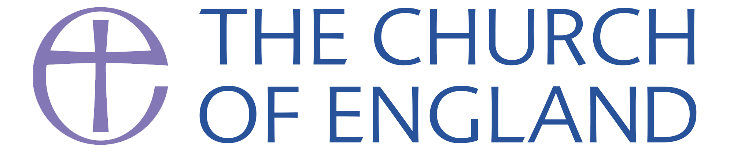 THE CHURCH
OF ENGLAND